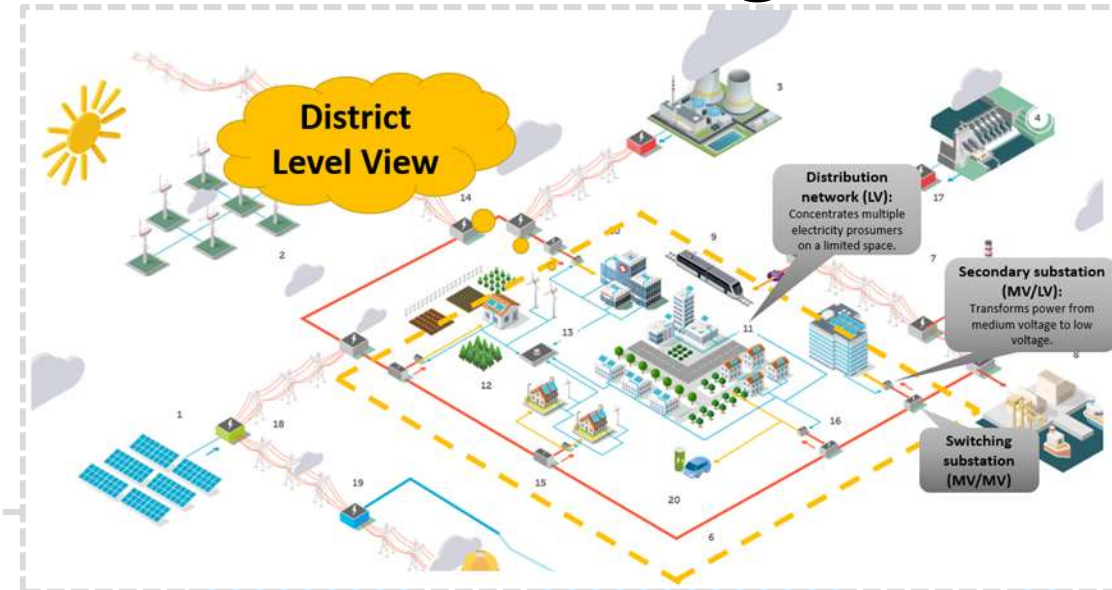 District
Level View
3
4
Distribution
network (LV):
Concentrates multiple
electricity prosumers
on a limited space.
17
14
9
7
2
Secondary substation
(MV/LV):
Transforms power from
medium voltage to low
voltage.
13
11
8
12
1
18
16
Switching
substation
(MV/MV)
19
15
20
6